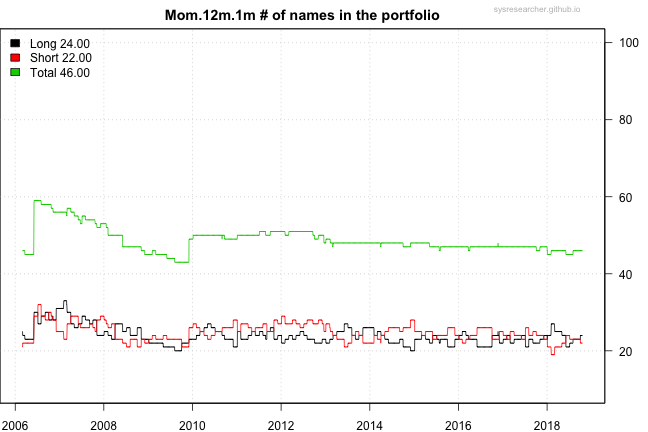 Mom.12m.1m # of names in the portfolio
sysresearcher.github.io
Long 24.00
Short 22.00
Total 46.00
100
80
60
40
20
2006 2008 2010 2012 2014 2016 2018